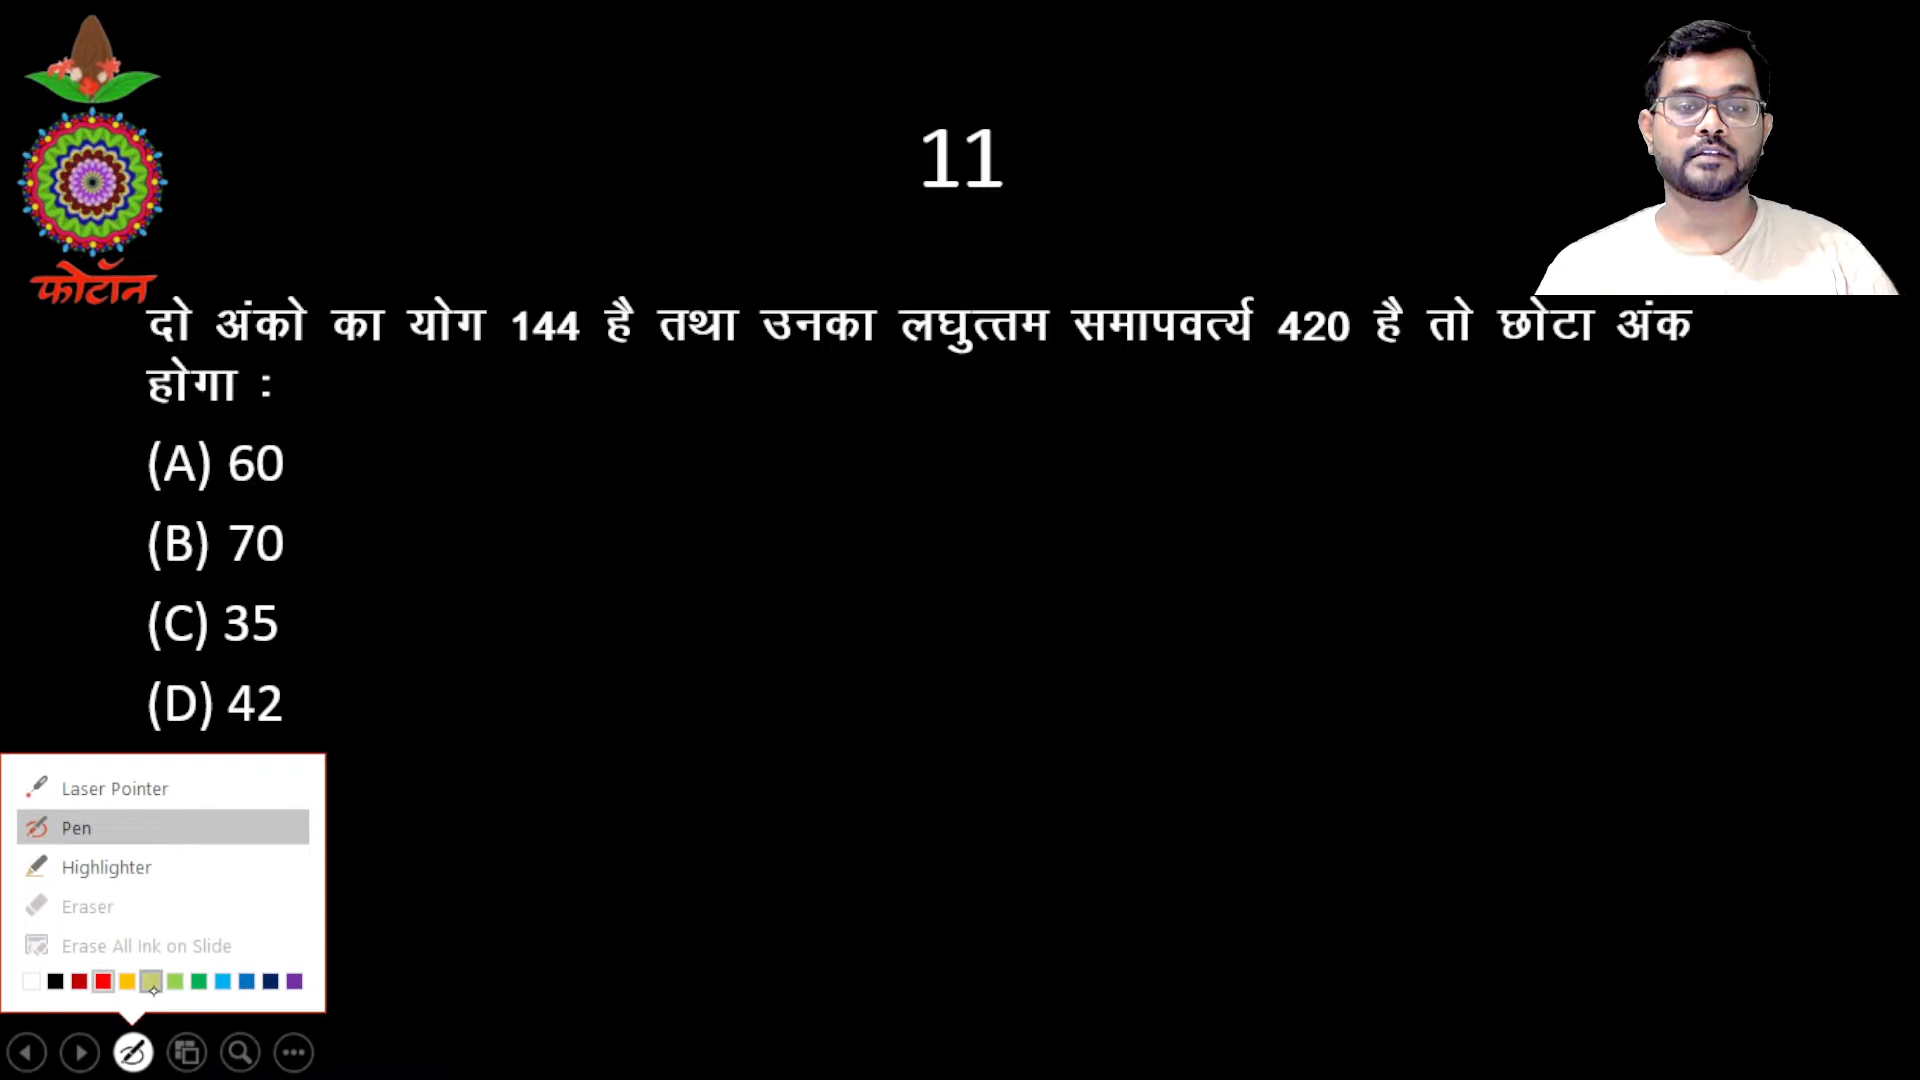 11
फोटॉन
दो अंको का योग 144 है तथा उनका लघुत्तम समापवर्त्य 420 है तो छोटा अंक
होगा :
(A) 60
(B) 70
(C) 35
(D) 42
Laser Pointer
Pen
Highlighter
Eraser
Erase All Ink on Slide